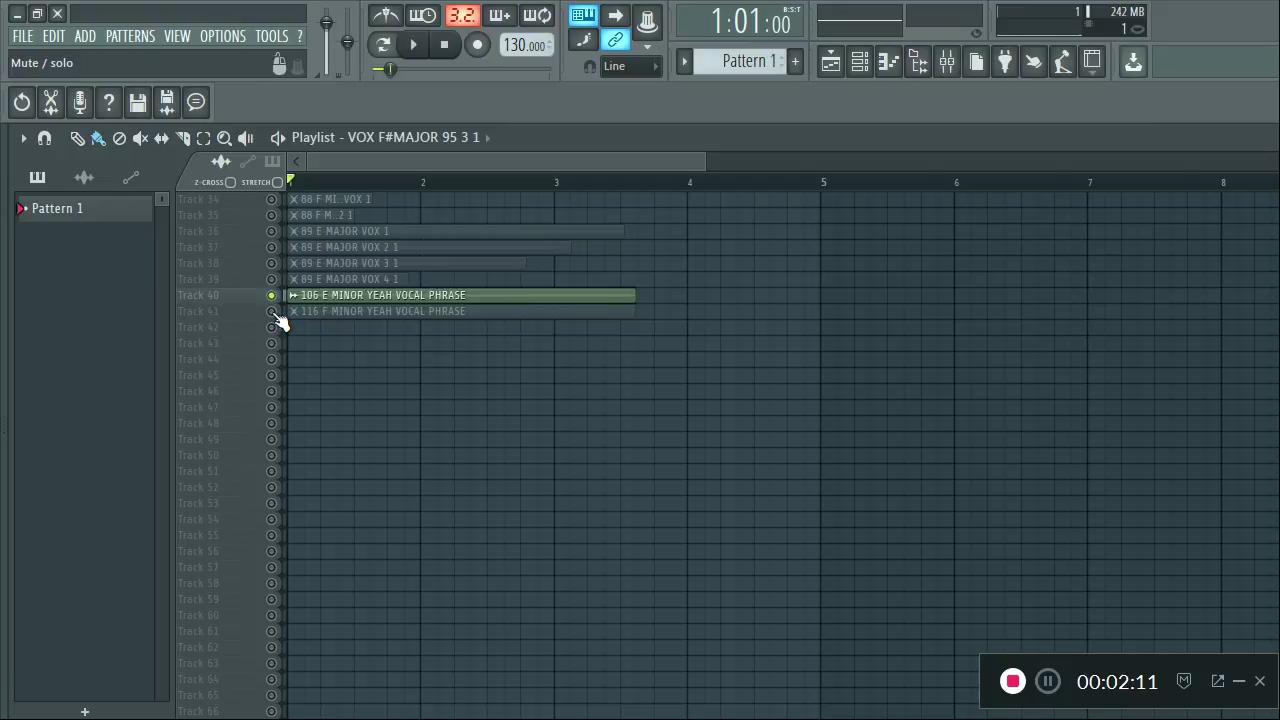 3.2.
1:01:00
B:S:T
1
242 MB
1
FILE EDIT ADD PATTERNS VIEW OPTIONS TOOLS ?
130.000
Mute / solo
Line
Pattern 1
+
?
Playlist - VOX F#MAJOR 95 3 1
Z-CROSS
STRETCH
1 2 3 4 5 6 7 8
Pattern 1
Track 34
88 F MI..VOX 1
Track 35
88 F M..2 1
Track 36
89 E MAJOR VOX 1
Track 37
89 E MAJOR VOX 2 1
Track 38
89 E MAJOR VOX 3 1
Track 39
89 E MAJOR VOX 4 1
Track 40
106 E MINOR YEAH VOCAL PHRASE
Track 41
116 F MINOR YEAH VOCAL PHRASE
Track 42
Track 43
Track 44
Track 45
Track 46
Track 47
Track 48
Track 49
Track 50
Track 51
Track 52
Track 53
Track 54
Track 55
Track 56
Track 57
Track 58
Track 59
Track 60
Track 61
Track 62
Track 63
Track 64
Track 65
Track 66
+
00:02:11